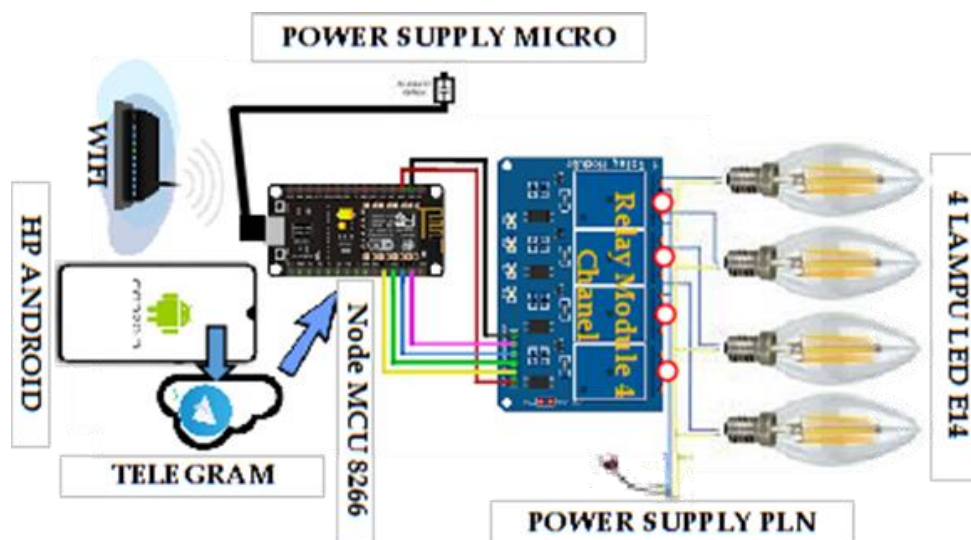 POWER SUPPLY MICRO
WIFI
HP ANDROID
TELEGRAM
Node MCU 8266
Relay Module 4
Chanel
4 LAMPU LED E14
POWER SUPPLY PLN